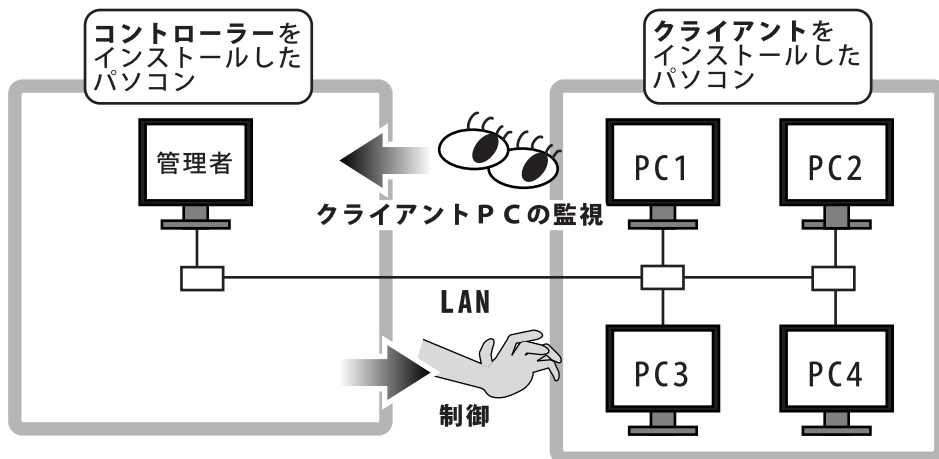 コントローラーを
インストールした
パソコン
クライアントを
インストールした
パソコン
管理者
PC1
PC2
クライアントＰＣの監視
LAN
PC3
PC4
制御